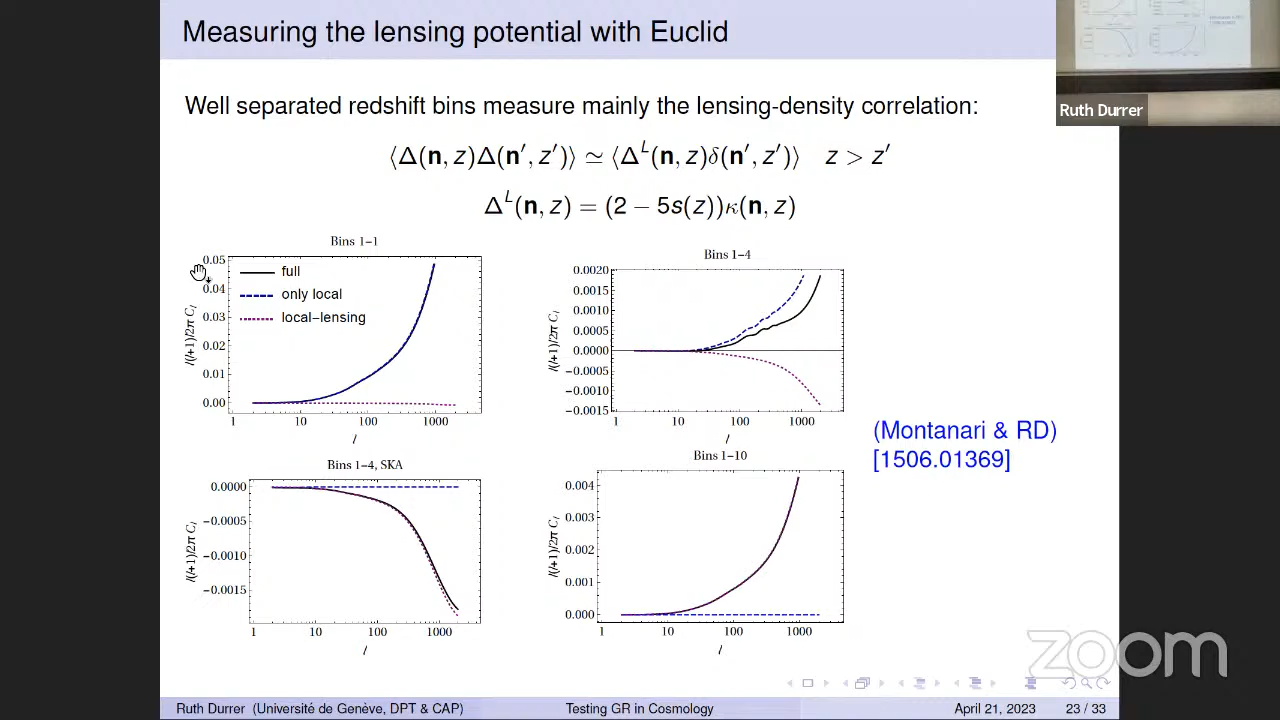 Measuring the lensing potential with Euclid
Ruth Durrer
Well separated redshift bins measure mainly the lensing-density correlation:
⟨Δ(n, z)Δ(n′, z′)⟩ ≃ ⟨Δ^L(n, z)δ(n′, z′)⟩ z > z′
Δ^L(n, z) = (2 − 5s(z))κ(n, z)
Bins 1-1
full
only local
local-lensing
0.05
0.04
0.03
0.02
0.01
0.00
l(l+1)/2π C_l
1 10 100 1000
l
Bins 1-4
0.0020
0.0015
0.0010
0.0005
0.0000
−0.0005
−0.0010
−0.0015
l(l+1)/2π C_l
1 10 100 1000
l
(Montanari & RD)
[1506.01369]
Bins 1-4, SKA
0.0000
−0.0005
−0.0010
−0.0015
l(l+1)/2π C_l
1 10 100 1000
l
Bins 1-10
0.004
0.003
0.002
0.001
0.000
l(l+1)/2π C_l
1 10 100 1000
l
zoom
Ruth Durrer (Université de Genève, DPT & CAP) Testing GR in Cosmology April 21, 2023 23 / 33